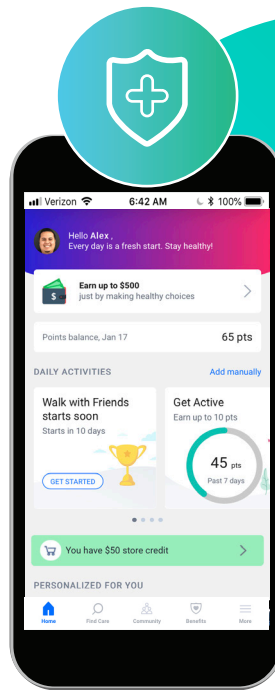 Verizon 6:42 AM 100%
Hello Alex,
Every day is a fresh start. Stay healthy!
Earn up to $500
just by making healthy choices
Points balance, Jan 17 65 pts
DAILY ACTIVITIES Add manually
Walk with Friends
starts soon
Starts in 10 days
GET STARTED
Get Active
Earn up to 10 pts
45 pts
Past 7 days
You have $50 store credit
PERSONALIZED FOR YOU
Home Find Care Community Benefits More